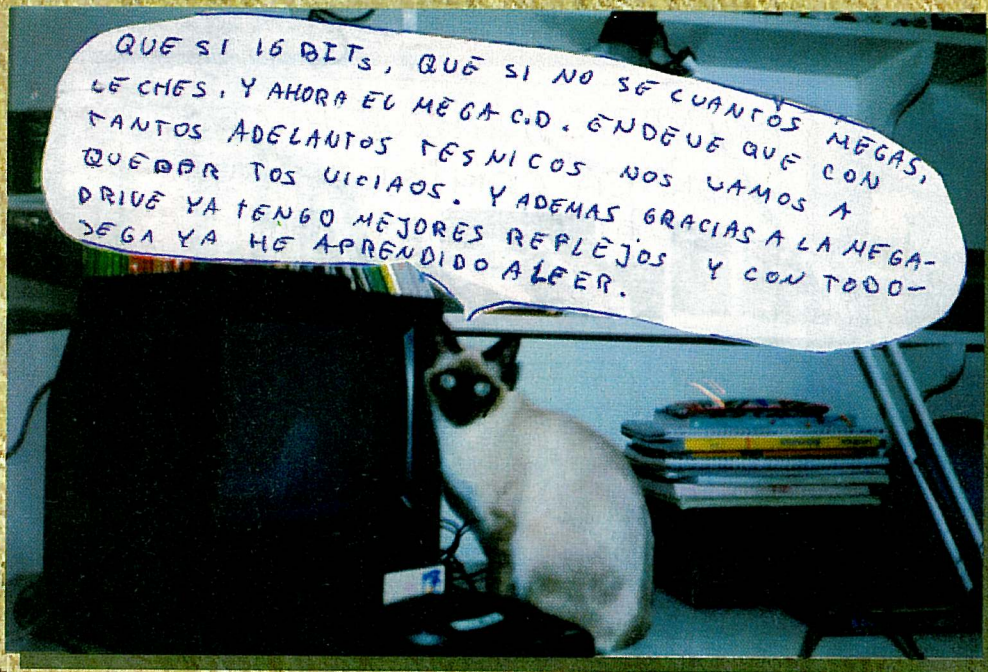 QUE SI 16 BITs, QUE SI NO SE CUANTOS MEGAS,
LECHES. Y AHORA EL MEGA C.D. ENDEVE QUE CON
TANTOS ADELANTOS TESNICOS NOS VAMOS A
QUEDAR TOS VICIAOS. Y ADEMAS GRACIAS A LA MEGA-
DRIVE YA TENGO MEJORES REFLEJOS Y CON TODO-
SEGA YA HE APRENDIDO A LEER.